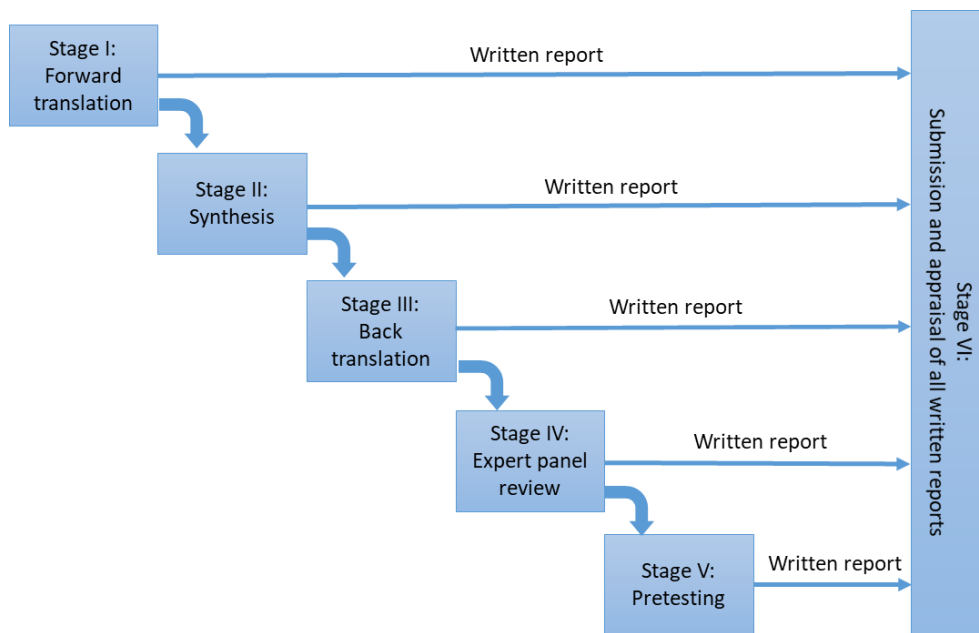 Stage I:
Forward
translation
Written report
Stage II:
Synthesis
Written report
Stage III:
Back
translation
Written report
Stage IV:
Expert panel
review
Written report
Stage V:
Pretesting
Written report
Stage VI:
Submission and appraisal of all written reports